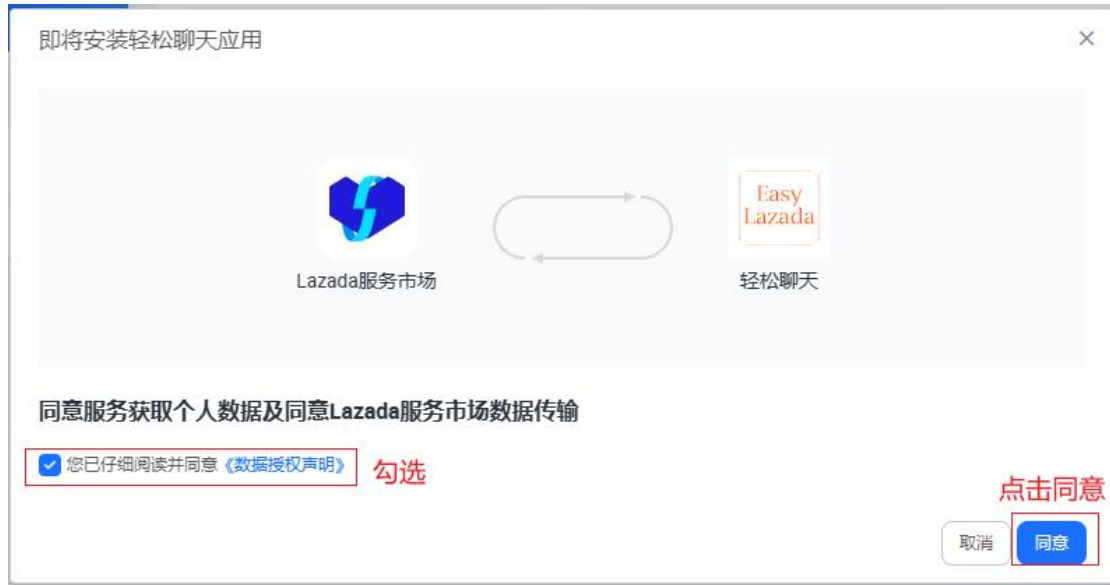 即将安装轻松聊天应用
Easy
Lazada
Lazada服务市场
轻松聊天
同意服务获取个人数据及同意Lazada服务市场数据传输
您已仔细阅读并同意《数据授权声明》
勾选
点击同意
取消
同意